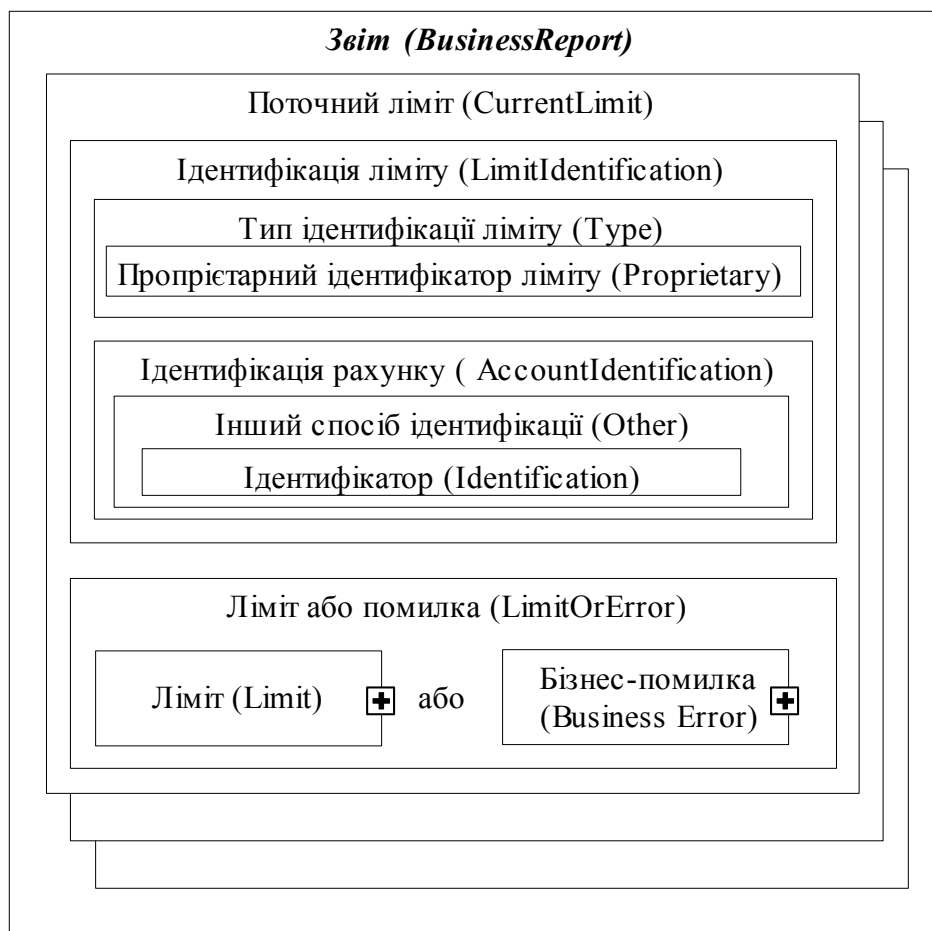 Звіт (BusinessReport)
Поточний ліміт (CurrentLimit)
Ідентифікація ліміту (LimitIdentification)
Тип ідентифікації ліміту (Type)
Пропрієтарний ідентифікатор ліміту (Proprietary)
Ідентифікація рахунку ( AccountIdentification)
Інший спосіб ідентифікації (Other)
Ідентифікатор (Identification)
Ліміт або помилка (LimitOrError)
Ліміт (Limit)
або
Бізнес-помилка
(Business Error)